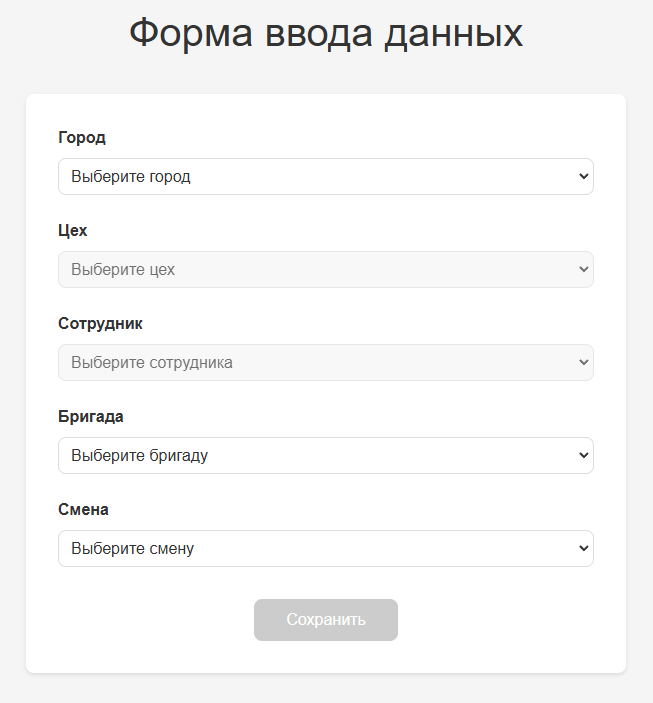 Форма ввода данных
Город
Выберите город
Цех
Выберите цех
Сотрудник
Выберите сотрудника
Бригада
Выберите бригаду
Смена
Выберите смену
Сохранить